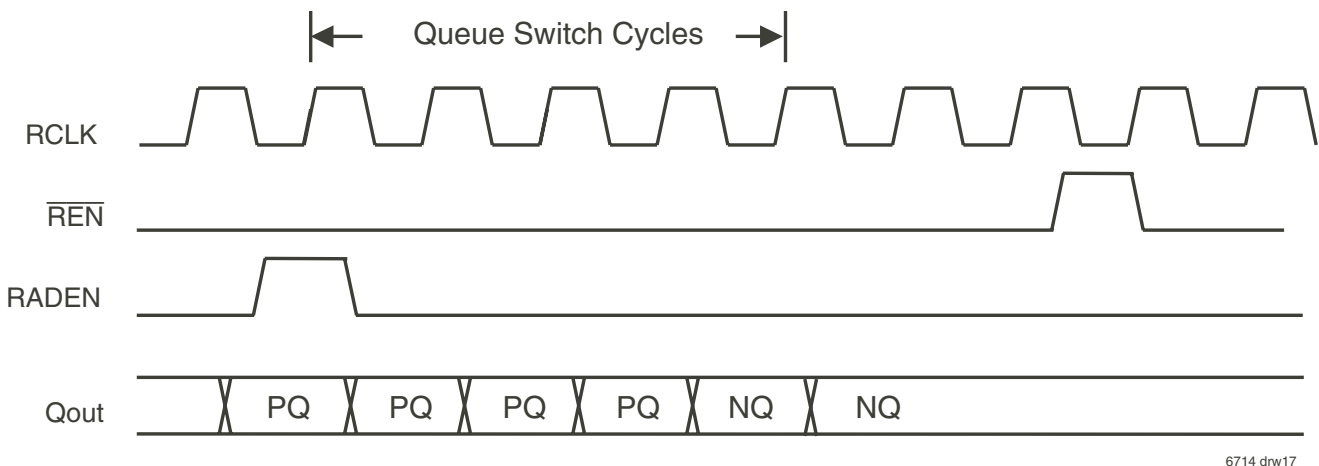 Queue Switch Cycles
RCLK
REN
RADEN
Qout PQ PQ PQ PQ NQ NQ
6714 drw17